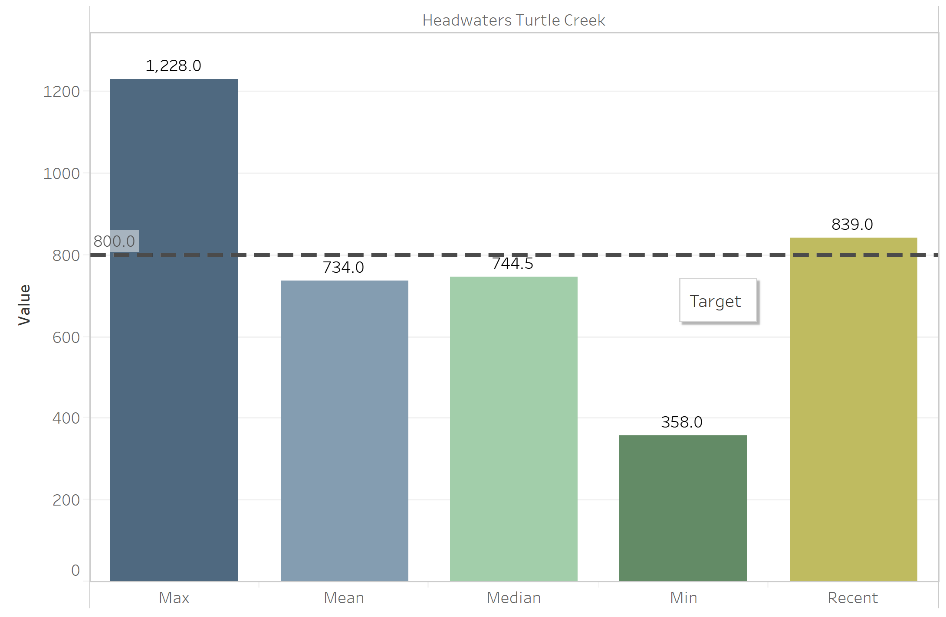 Headwaters Turtle Creek
1,228.0
1200
1000
839.0
800.0
800
734.0
744.5
Target
Value
600
358.0
400
200
0
Max
Mean
Median
Min
Recent